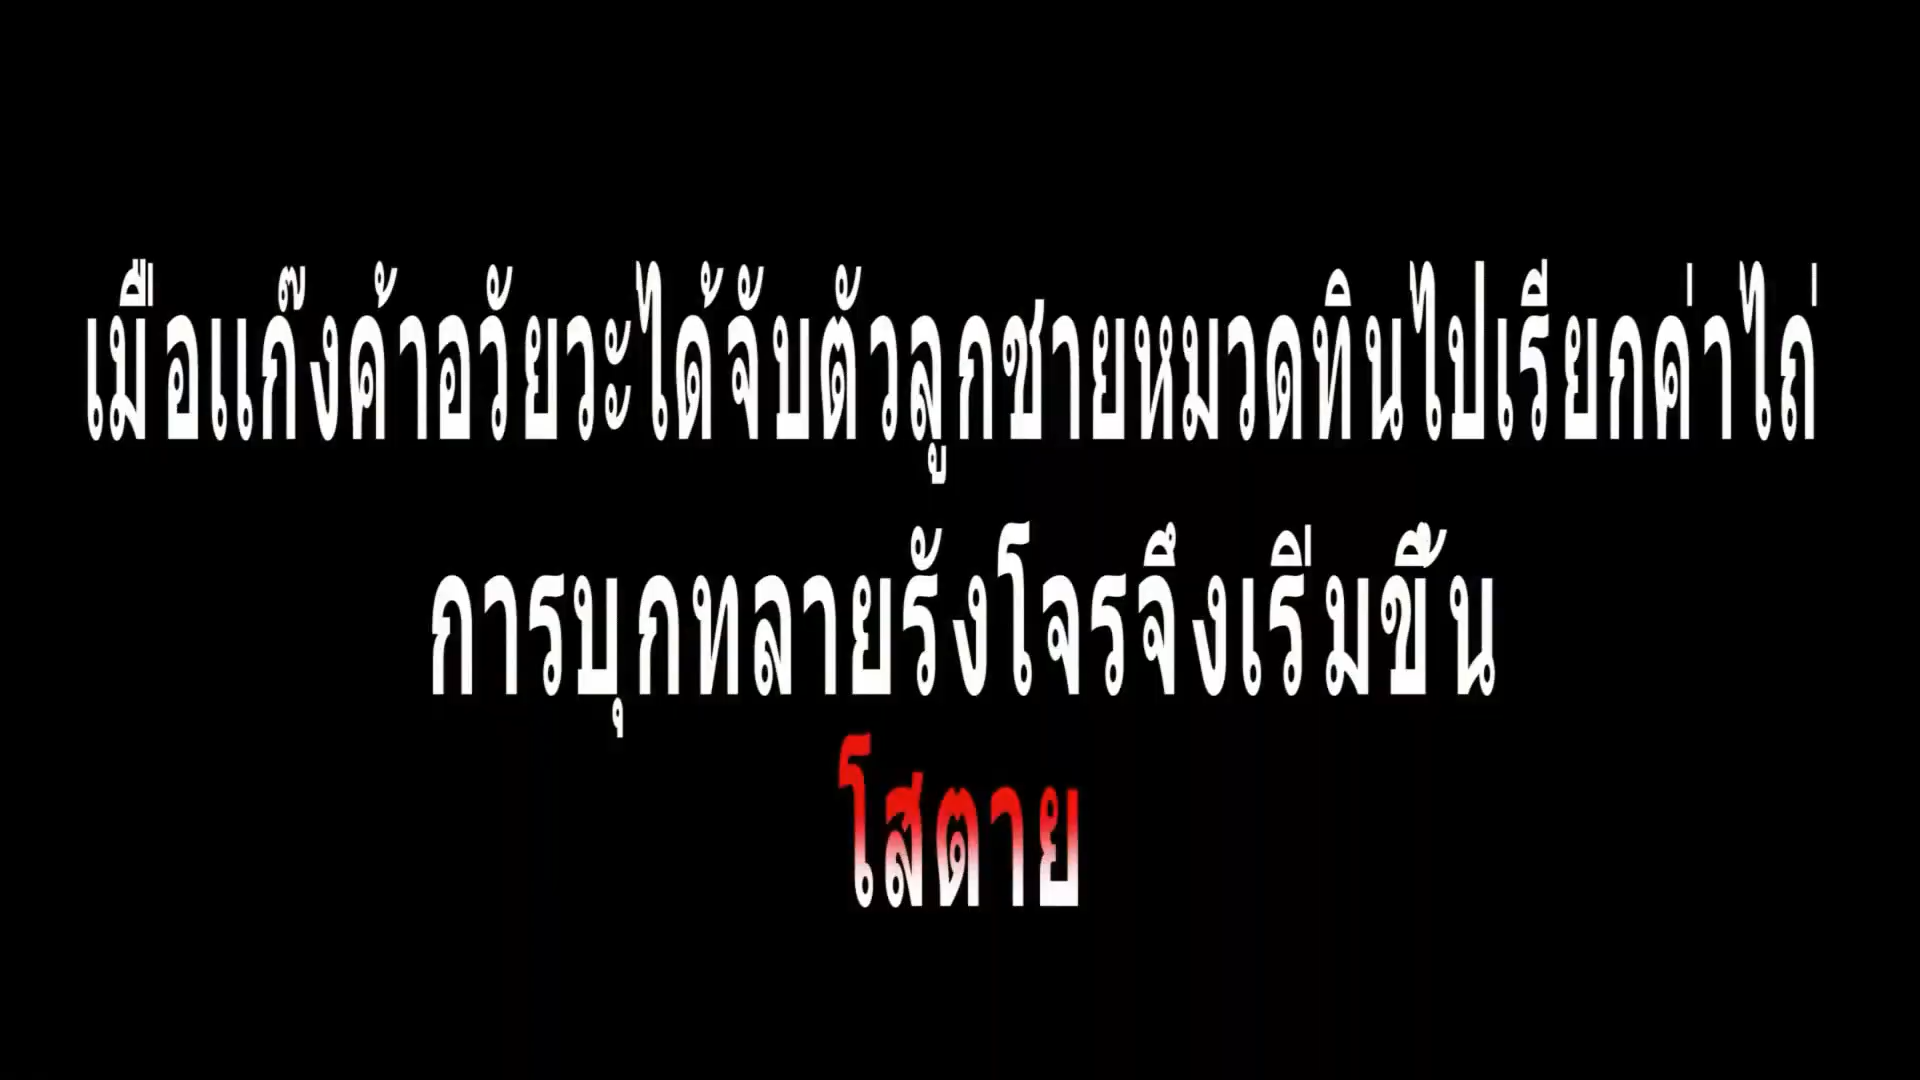 เมื่อแก๊งค้าอวัยวะได้จับตัวลูกชายหมวดทินไปเรียกค่าไถ่
การบุกทลายรังโจรจึงเริ่มขึ้น
โสตาย